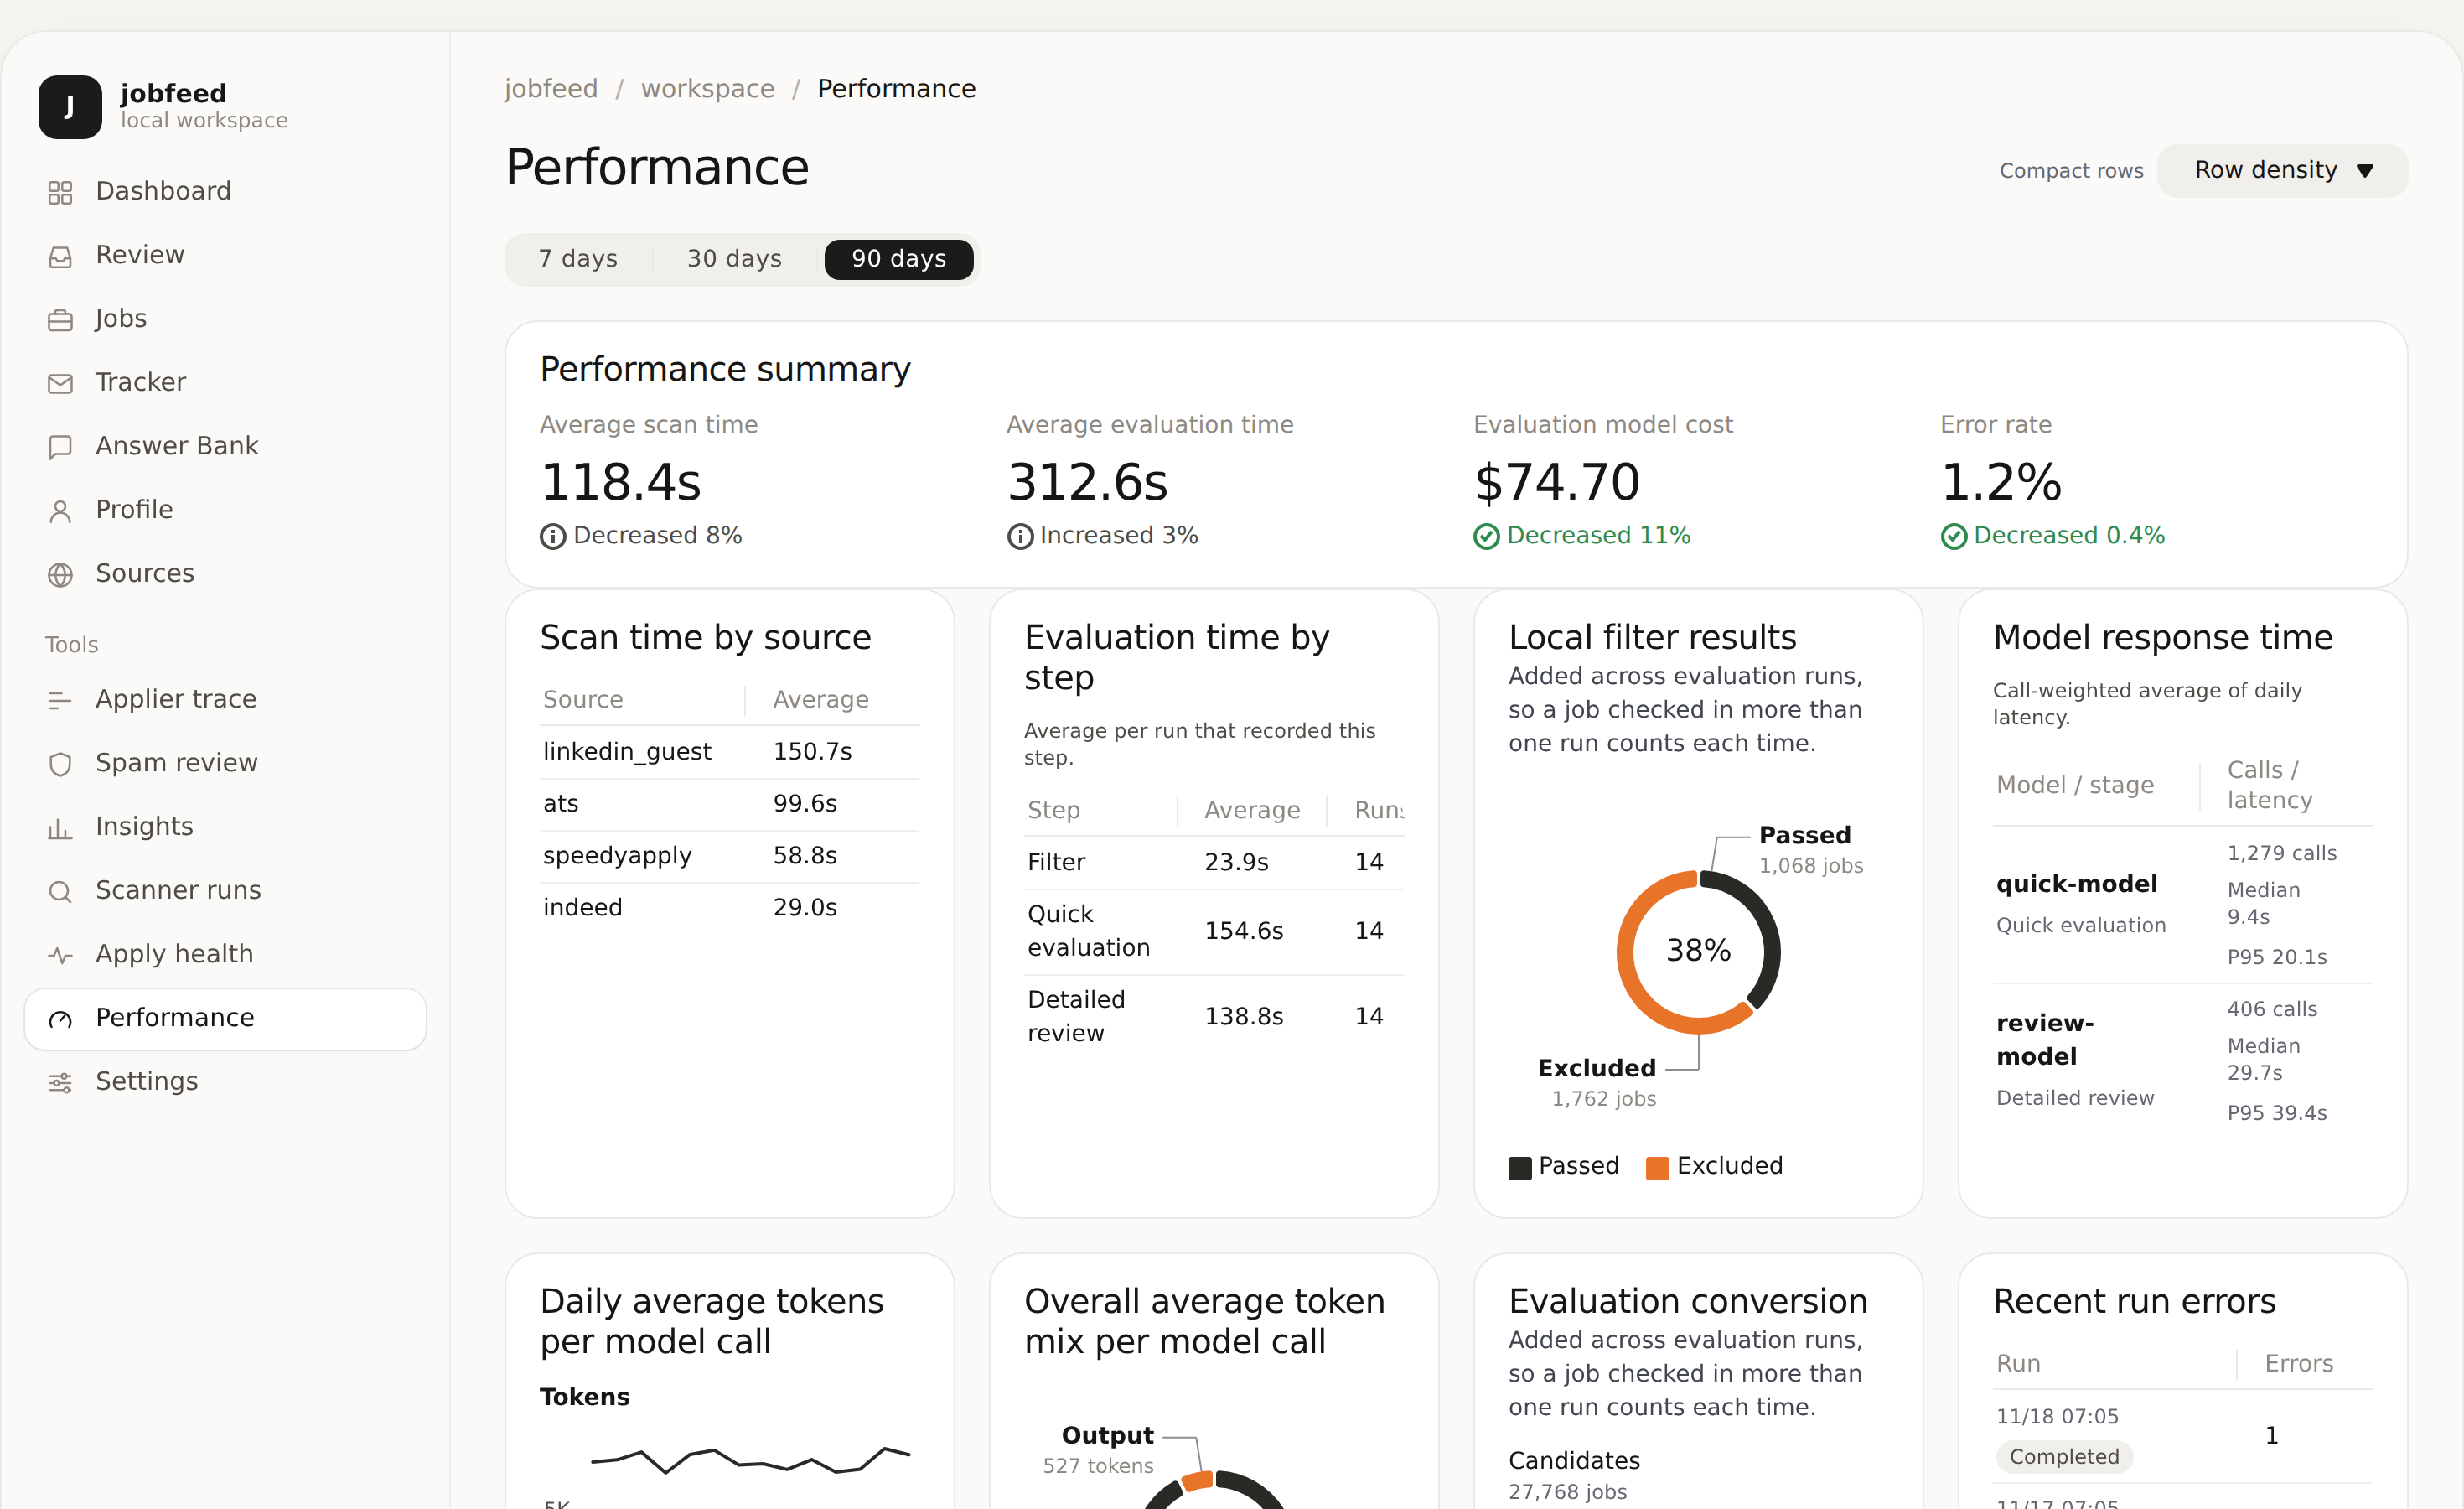 J
jobfeed
local workspace
Dashboard
Review
Jobs
Tracker
Answer Bank
Profile
Sources
Tools
Applier trace
Spam review
Insights
Scanner runs
Apply health
Performance
Settings
jobfeed / workspace / Performance
Performance
Compact rows
Row density
7 days
30 days
90 days
Performance summary
Average scan time
118.4s
Decreased 8%
Average evaluation time
312.6s
Increased 3%
Evaluation model cost
$74.70
Decreased 11%
Error rate
1.2%
Decreased 0.4%
Scan time by source
Source Average
linkedin_guest 150.7s
ats 99.6s
speedyapply 58.8s
indeed 29.0s
Evaluation time by
step
Average per run that recorded this
step.
Step Average Runs
Filter 23.9s 14
Quick
evaluation 154.6s 14
Detailed
review 138.8s 14
Local filter results
Added across evaluation runs,
so a job checked in more than
one run counts each time.
Passed
1,068 jobs
38%
Excluded
1,762 jobs
Passed Excluded
Model response time
Call-weighted average of daily
latency.
Model / stage
Calls /
latency
quick-model
Quick evaluation
1,279 calls
Median
9.4s
P95 20.1s
review-
model
Detailed review
406 calls
Median
29.7s
P95 39.4s
Daily average tokens
per model call
Tokens
5K
Overall average token
mix per model call
Output
527 tokens
Evaluation conversion
Added across evaluation runs,
so a job checked in more than
one run counts each time.
Candidates
27,768 jobs
Recent run errors
Run Errors
11/18 07:05
Completed
1
11/17 07:05